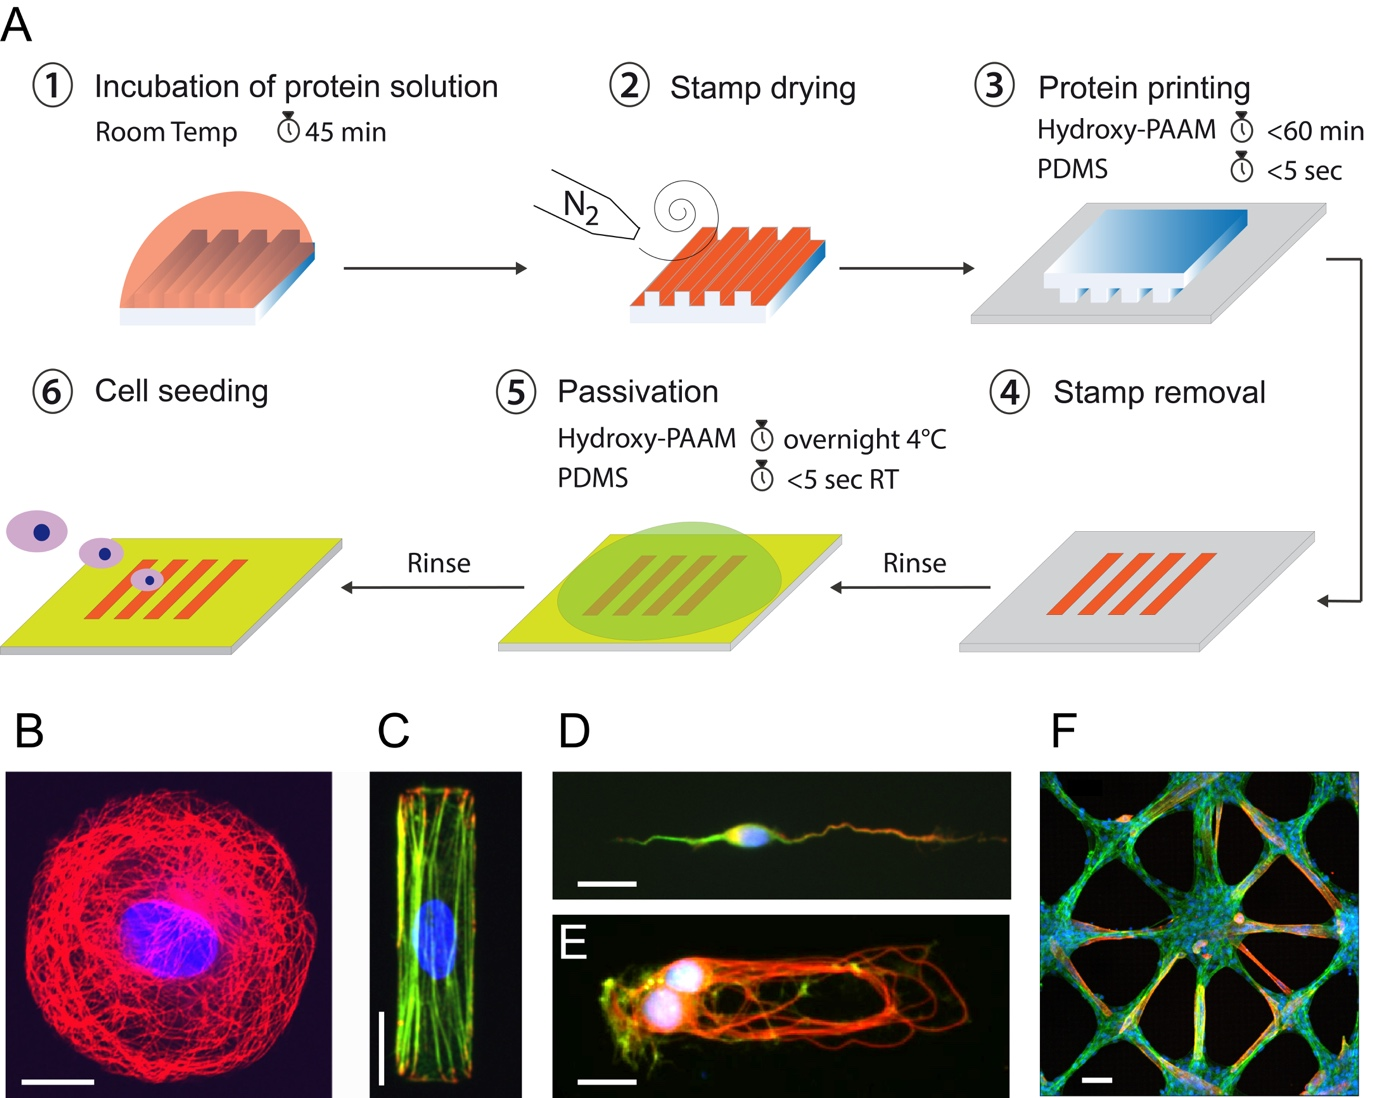 A
1 Incubation of protein solution
Room Temp 45 min
2 Stamp drying
N2
3 Protein printing
Hydroxy-PAAM <60 min
PDMS <5 sec
6 Cell seeding
5 Passivation
Hydroxy-PAAM overnight 4°C
PDMS <5 sec RT
4 Stamp removal
Rinse
Rinse
B
C
D
E
F